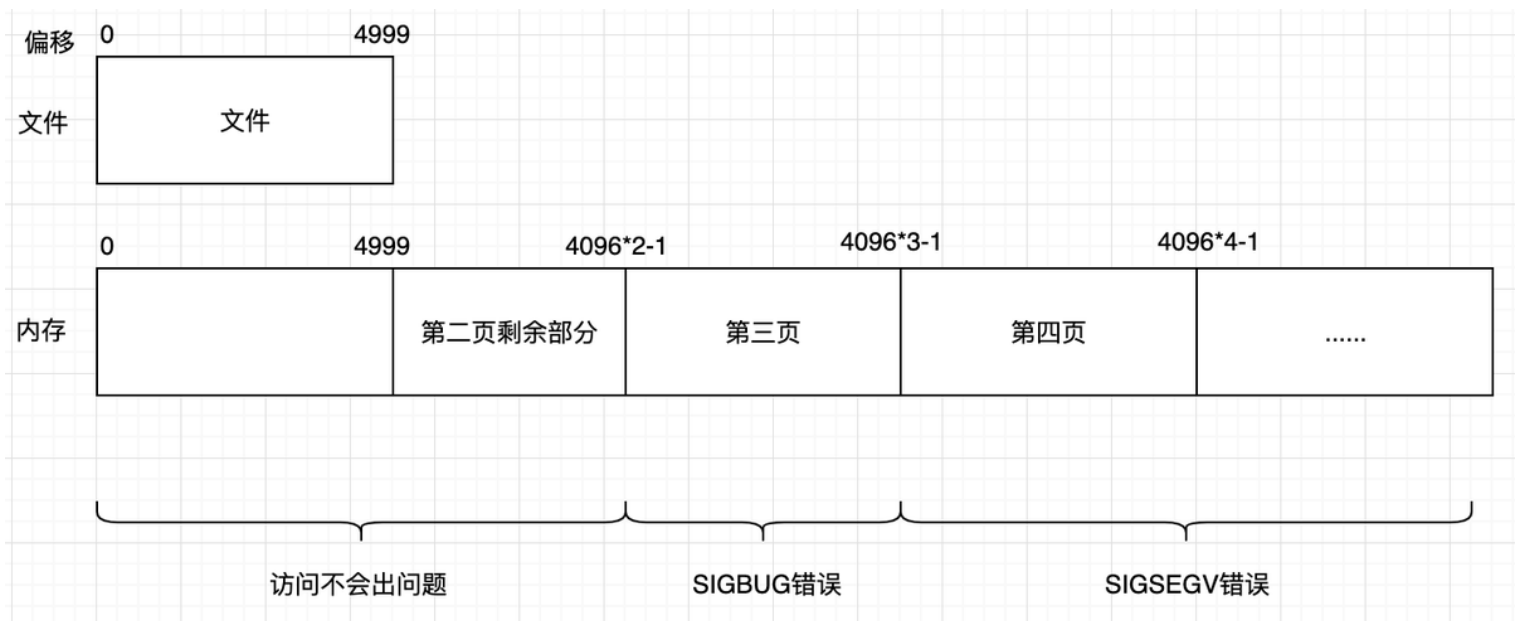 偏移 0 4999
文件 文件
0 4999 4096*2-1 4096*3-1 4096*4-1
内存 第二页剩余部分 第三页 第四页 ......
访问不会出问题 SIGBUG错误 SIGSEGV错误